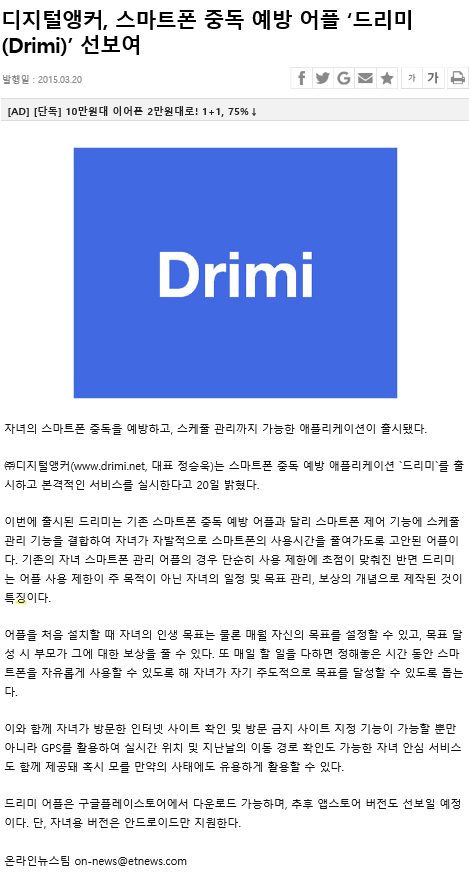 디지털앵커, 스마트폰 중독 예방 어플 ‘드리미
(Drimi)’ 선보여
발행일 : 2015.03.20
가 가
[AD] [단독] 10만원대 이어폰 2만원대로! 1+1, 75%↓
Drimi
자녀의 스마트폰 중독을 예방하고, 스케줄 관리까지 가능한 애플리케이션이 출시됐다.
㈜디지털앵커(www.drimi.net, 대표 정승욱)는 스마트폰 중독 예방 애플리케이션 `드리미`를 출
시하고 본격적인 서비스를 실시한다고 20일 밝혔다.
이번에 출시된 드리미는 기존 스마트폰 중독 예방 어플과 달리 스마트폰 제어 기능에 스케줄
관리 기능을 결합하여 자녀가 자발적으로 스마트폰의 사용시간을 줄여가도록 고안된 어플이
다. 기존의 자녀 스마트폰 관리 어플의 경우 단순히 사용 제한에 초점이 맞춰진 반면 드리미
는 어플 사용 제한이 주 목적이 아닌 자녀의 일정 및 목표 관리, 보상의 개념으로 제작된 것이
특징이다.
어플을 처음 설치할 때 자녀의 인생 목표는 물론 매월 자신의 목표를 설정할 수 있고, 목표 달
성 시 부모가 그에 대한 보상을 줄 수 있다. 또 매일 할 일을 다하면 정해놓은 시간 동안 스마
트폰을 자유롭게 사용할 수 있도록 해 자녀가 자기 주도적으로 목표를 달성할 수 있도록 돕는
다.
이와 함께 자녀가 방문한 인터넷 사이트 확인 및 방문 금지 사이트 지정 기능이 가능할 뿐만
아니라 GPS를 활용하여 실시간 위치 및 지난날의 이동 경로 확인도 가능한 자녀 안심 서비스
도 함께 제공돼 혹시 모를 만약의 사태에도 유용하게 활용할 수 있다.
드리미 어플은 구글플레이스토어에서 다운로드 가능하며, 추후 앱스토어 버전도 선보일 예정
이다. 단, 자녀용 버전은 안드로이드만 지원한다.
온라인뉴스팀 on-news@etnews.com